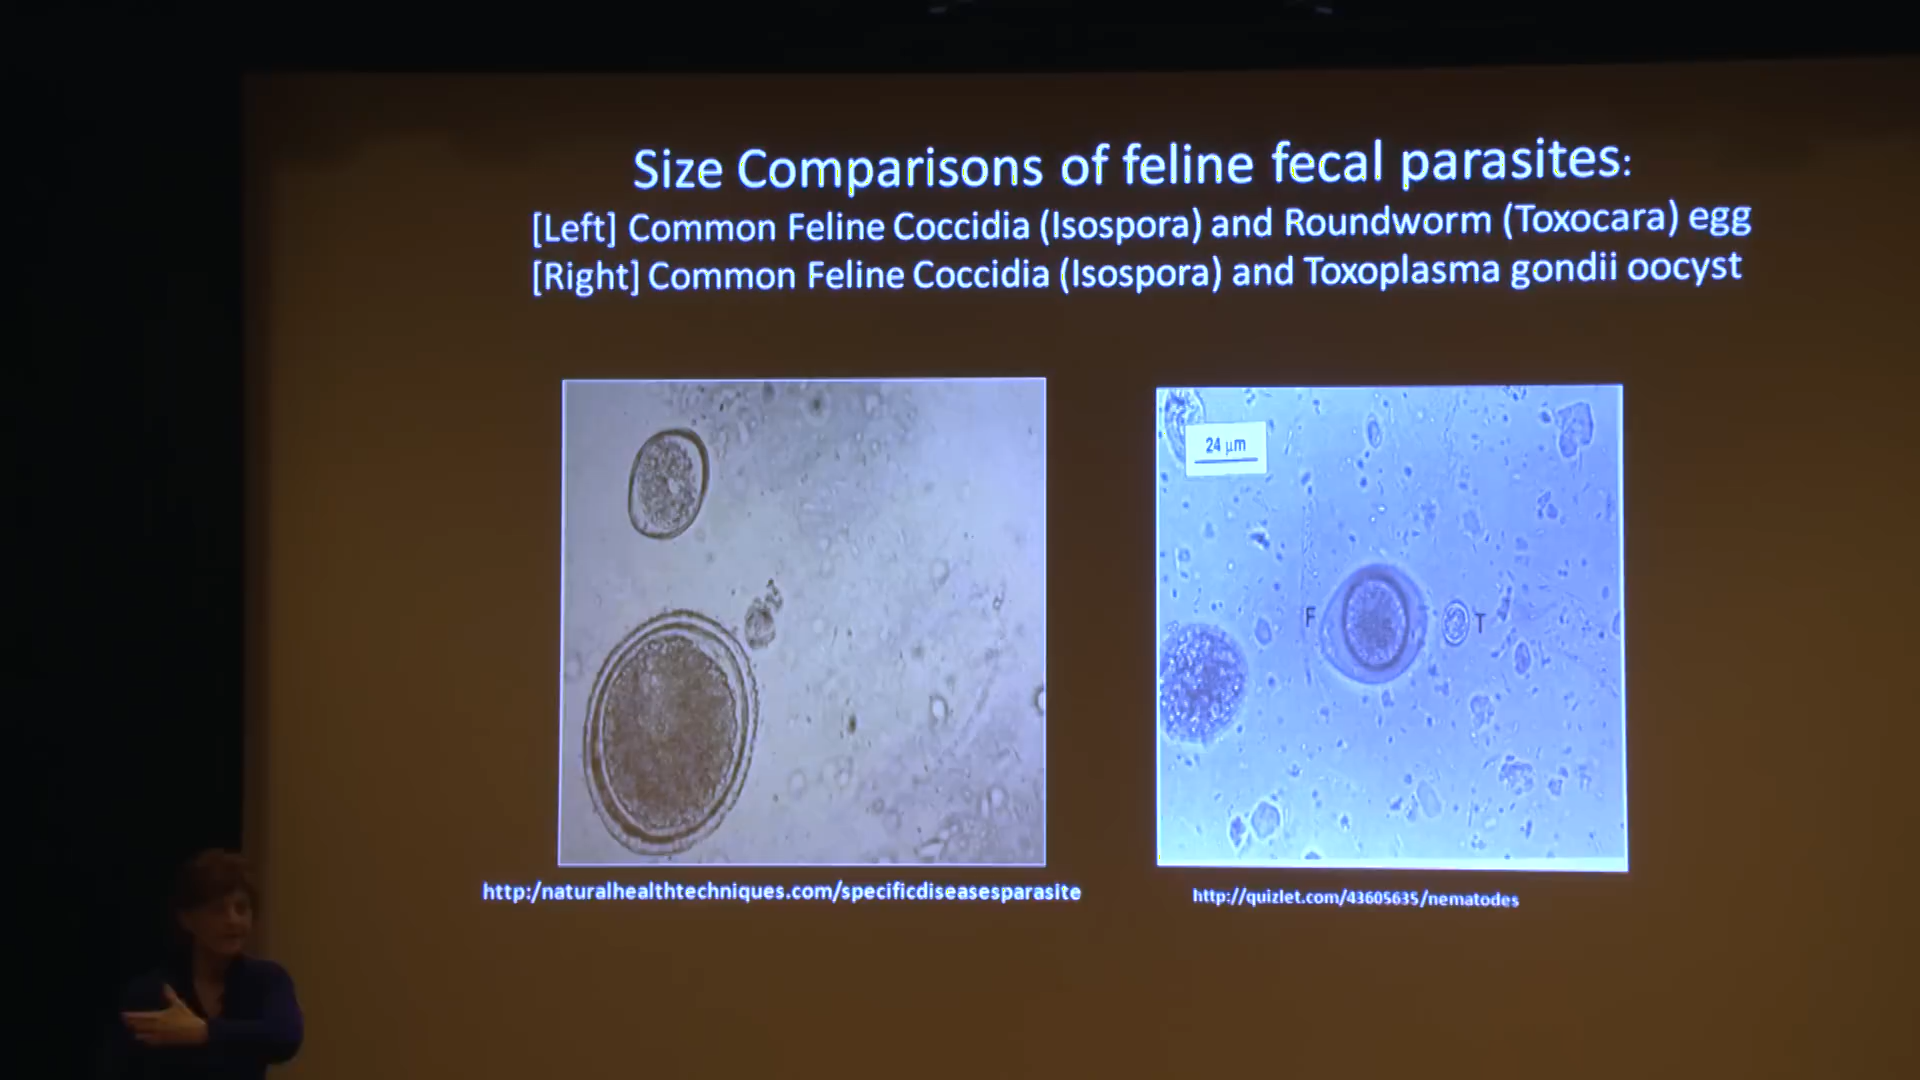 Size Comparisons of feline fecal parasites:
[Left] Common Feline Coccidia (Isospora) and Roundworm (Toxocara) egg
[Right] Common Feline Coccidia (Isospora) and Toxoplasma gondii oocyst
24 µm
F
T
http:/naturalhealthtechniques.com/specificdiseasesparasite
http://quizlet.com/43605635/nematodes